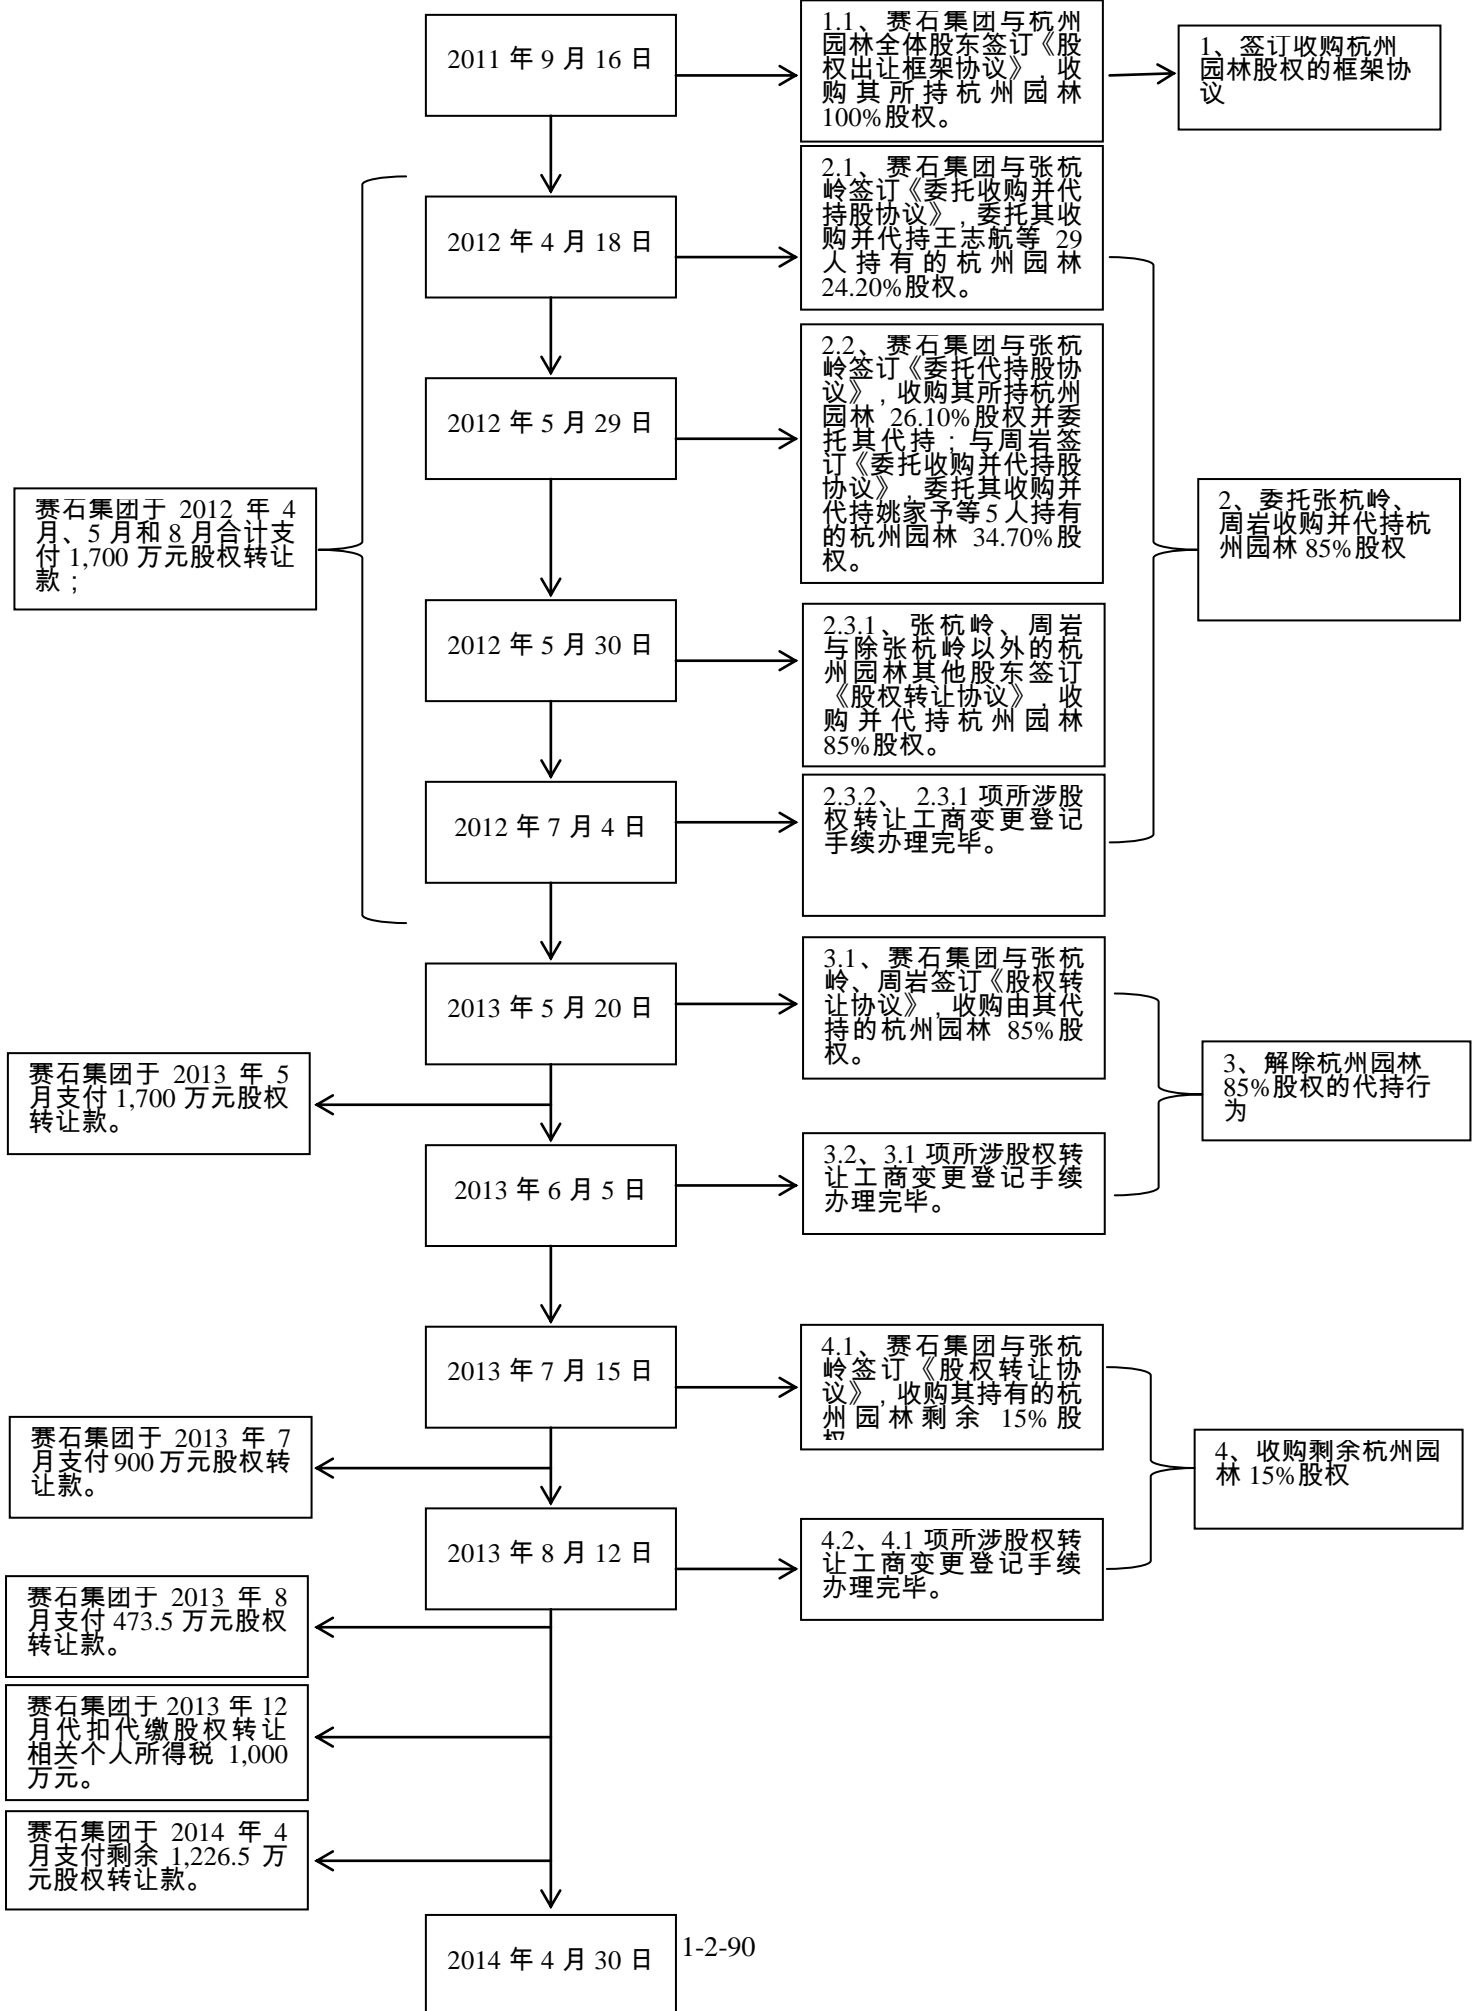 2011 年 9 月 16 日
1.1、赛石集团与杭州
园林全体股东签订《股
权出让框架协议》，收
购其所持杭州园林
100%股权。
1、签订收购杭州
园林股权的框架协
议
2012 年 4 月 18 日
2.1、赛石集团与张杭
岭签订《委托收购并代
持股协议》，委托其收
购并代持王志航等 29
人持有的杭州园林
24.20%股权。
2012 年 5 月 29 日
2.2、赛石集团与张杭
岭签订《委托代持股协
议》，收购其所持杭州
园林 26.10%股权并委
托其代持；与周岩签
订《委托收购并代持股
协议》，委托其收购并
代持姚家予等5人持有
的杭州园林 34.70%股
权。
赛石集团于 2012 年 4
月、5 月和 8 月合计支
付 1,700 万元股权转让
款；
2、委托张杭岭、
周岩收购并代持杭
州园林 85%股权
2012 年 5 月 30 日
2.3.1、张杭岭、周岩
与除张杭岭以外的杭
州园林其他股东签订
《股权转让协议》，收
购并代持杭州园林
85%股权。
2012 年 7 月 4 日
2.3.2、 2.3.1 项所涉股
权转让工商变更登记
手续办理完毕。
2013 年 5 月 20 日
3.1、赛石集团与张杭
岭、周岩签订《股权转
让协议》，收购由其代
持的杭州园林 85%股
权。
赛石集团于 2013 年 5
月支付 1,700 万元股权
转让款。
3、解除杭州园林
85%股权的代持行
为
2013 年 6 月 5 日
3.2、3.1 项所涉股权转
让工商变更登记手续
办理完毕。
2013 年 7 月 15 日
4.1、赛石集团与张杭
岭签订《股权转让协
议》，收购其持有的杭
州园林剩余 15%股
权
赛石集团于 2013 年 7
月支付 900 万元股权转
让款。
4、收购剩余杭州园
林 15%股权
2013 年 8 月 12 日
4.2、4.1 项所涉股权转
让工商变更登记手续
办理完毕。
赛石集团于 2013 年 8
月支付 473.5 万元股权
转让款。
赛石集团于 2013 年 12
月代扣代缴股权转让
相关个人所得税 1,000
万元。
赛石集团于 2014 年 4
月支付剩余 1,226.5 万
元股权转让款。
2014 年 4 月 30 日
1-2-90